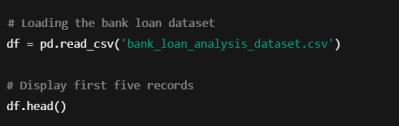 # Loading the bank loan dataset
df = pd.read_csv('bank_loan_analysis_dataset.csv')
# Display first five records
df.head()